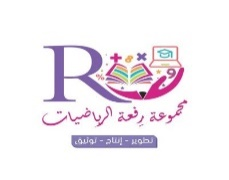 R
مجموعة رفعة الرياضيات
تطوير - إنتاج - توثيق